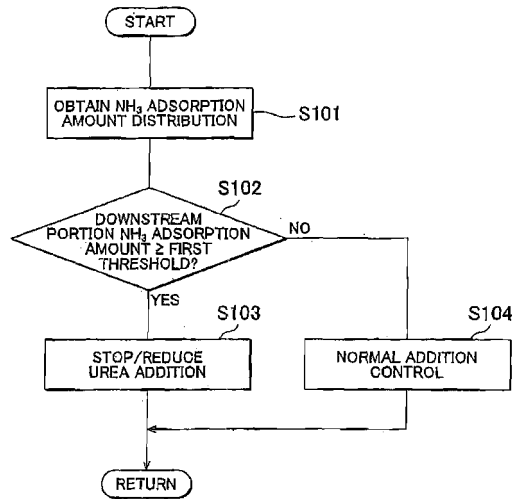 START
OBTAIN NH₃ ADSORPTION
AMOUNT DISTRIBUTION
S101
S102
DOWNSTREAM
PORTION NH₃ ADSORPTION
AMOUNT ≥ FIRST
THRESHOLD?
NO
YES
S103
STOP/REDUCE
UREA ADDITION
S104
NORMAL ADDITION
CONTROL
RETURN